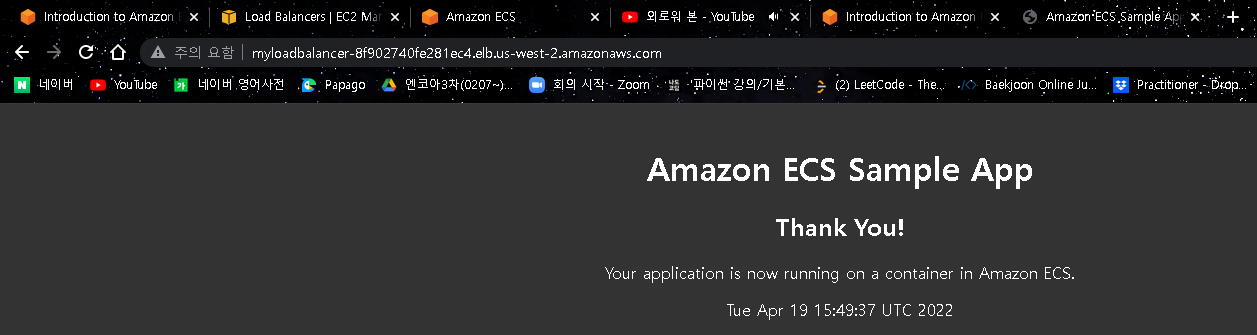 Introduction to Amazon E
Load Balancers | EC2 Mar
Amazon ECS
외로워 본 - YouTube
Introduction to Amazon
Amazon ECS Sample Ap
주의 요함
myloadbalancer-8f902740fe281ec4.elb.us-west-2.amazonaws.com
네이버
YouTube
네이버 영어사전
Papago
엔코아3차(0207~)...
회의 시작 - Zoom
'파이썬' 강의/기본...
(2) LeetCode - The...
Baekjoon Online Ju...
Practitioner - Drop...
Amazon ECS Sample App
Thank You!
Your application is now running on a container in Amazon ECS.
Tue Apr 19 15:49:37 UTC 2022